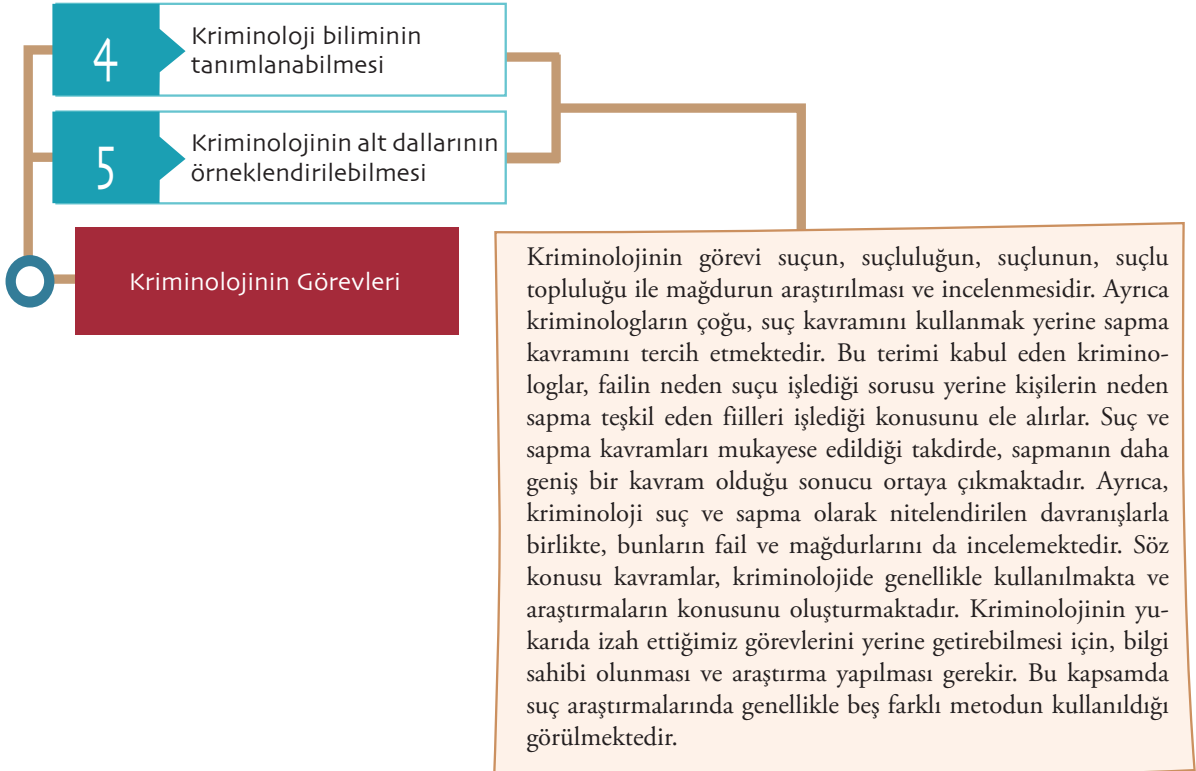 4
Kriminoloji biliminin
tanımlanabilmesi
5
Kriminolojinin alt dallarının
örneklendirilebilmesi
Kriminolojinin Görevleri
Kriminolojinin görevi suçun, suçluluğun, suçlunun, suçlu
topluluğu ile mağdurun araştırılması ve incelenmesidir. Ayrıca
kriminologların çoğu, suç kavramını kullanmak yerine sapma
kavramını tercih etmektedir. Bu terimi kabul eden krimino-
loglar, failin neden suçu işlediği sorusu yerine kişilerin neden
sapma teşkil eden fiilleri işlediği konusunu ele alırlar. Suç ve
sapma kavramları mukayese edildiği takdirde, sapmanın daha
geniş bir kavram olduğu sonucu ortaya çıkmaktadır. Ayrıca,
kriminoloji suç ve sapma olarak nitelendirilen davranışlarla
birlikte, bunların fail ve mağdurlarını da incelemektedir. Söz
konusu kavramlar, kriminolojide genellikle kullanılmakta ve
araştırmaların konusunu oluşturmaktadır. Kriminolojinin yu-
karıda izah ettiğimiz görevlerini yerine getirebilmesi için, bilgi
sahibi olunması ve araştırma yapılması gerekir. Bu kapsamda
suç araştırmalarında genellikle beş farklı metodun kullanıldığı
görülmektedir.